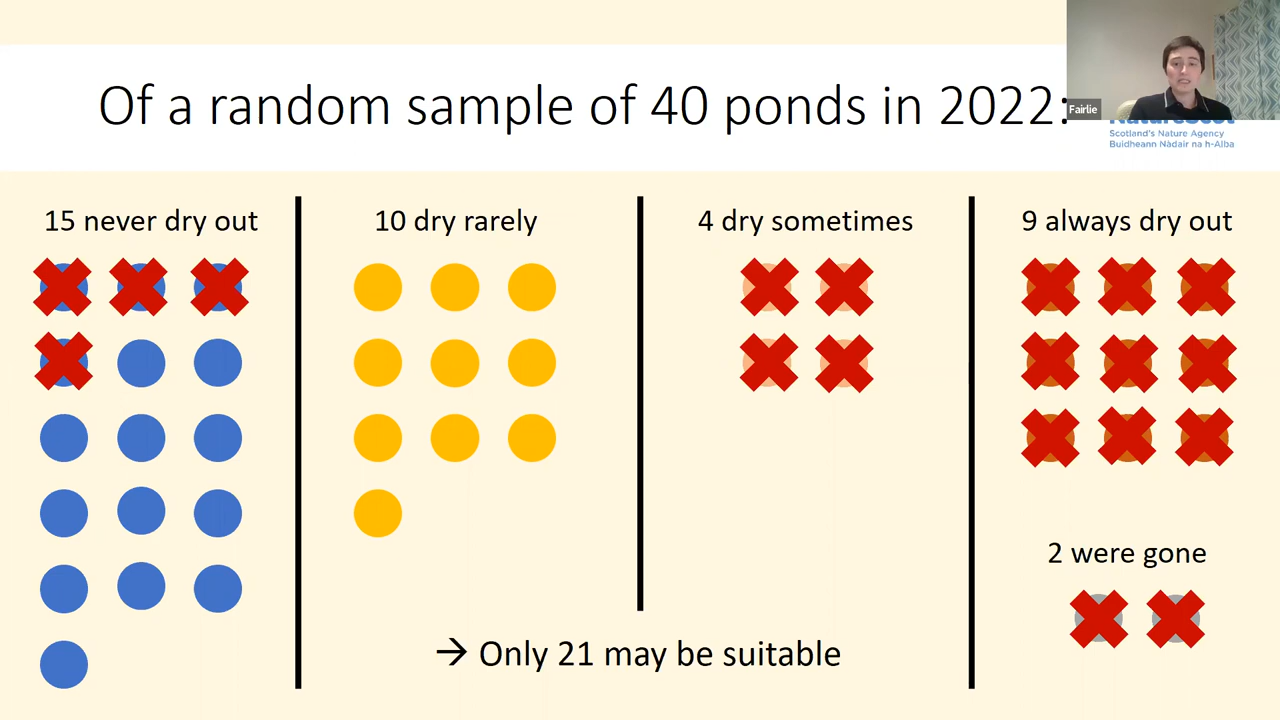 Of a random sample of 40 ponds in 2022:
Fairlie
NatureScot
Scotland's Nature Agency
Buidheann Nàdair na h-Alba
15 never dry out
10 dry rarely
4 dry sometimes
9 always dry out
2 were gone
→ Only 21 may be suitable